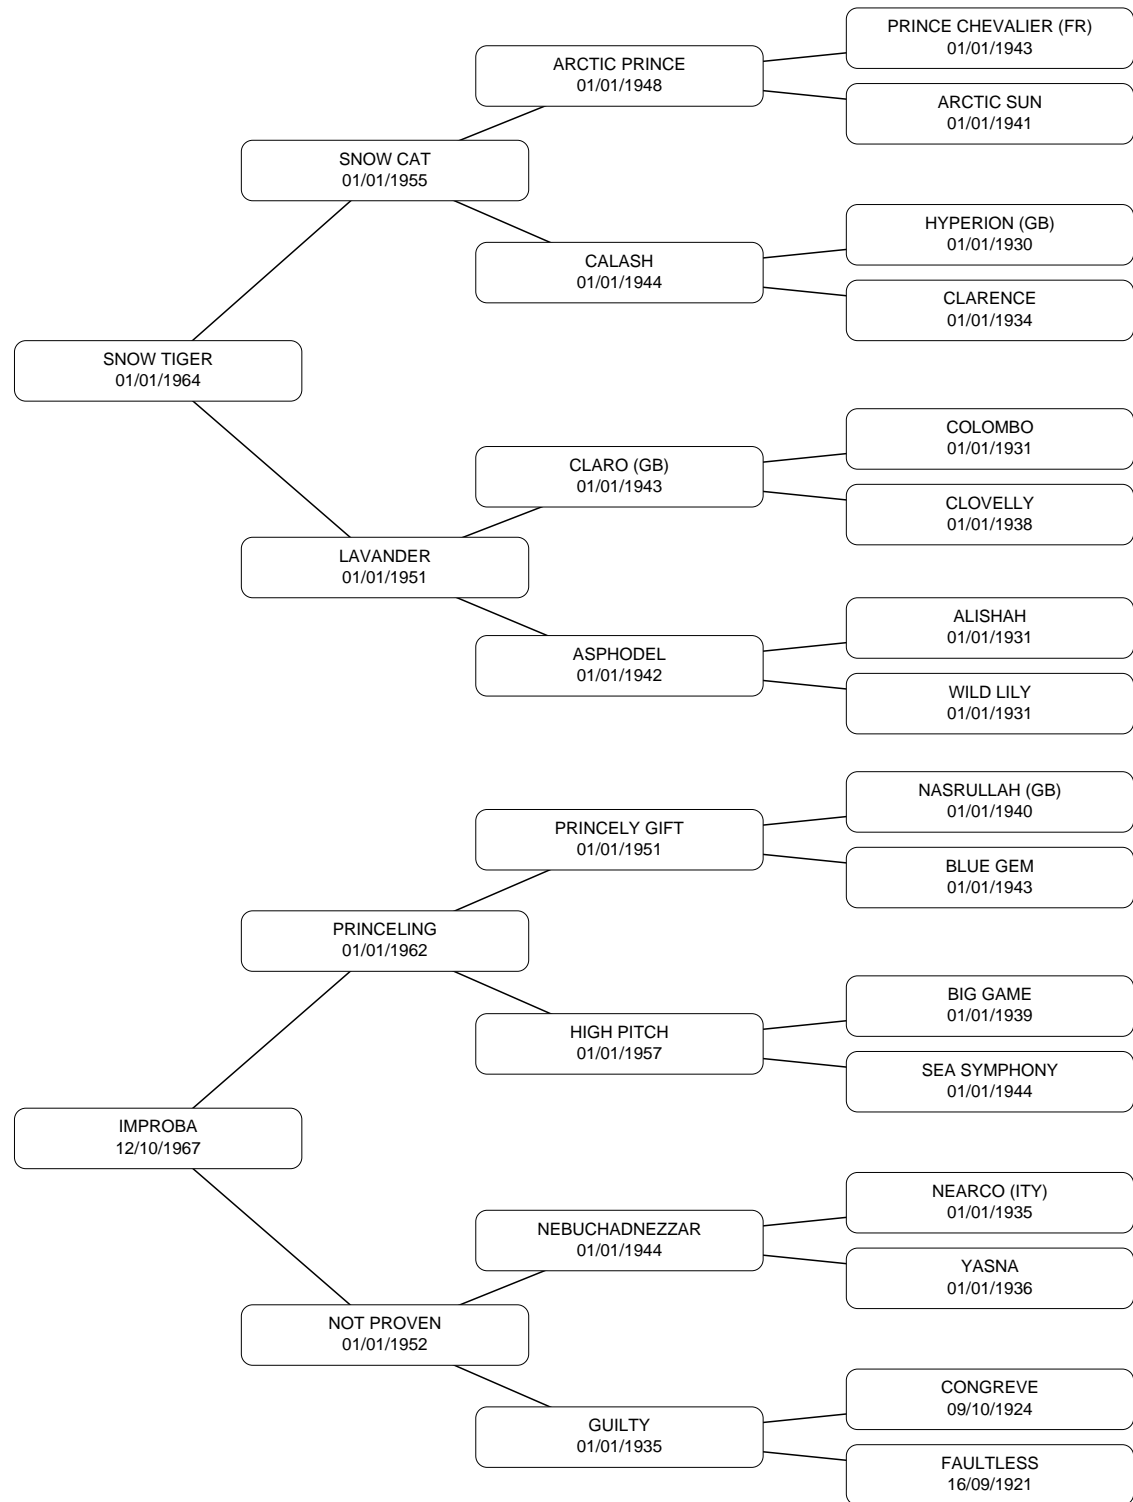 PRINCE CHEVALIER (FR)
01/01/1943
ARCTIC PRINCE
01/01/1948
ARCTIC SUN
01/01/1941
SNOW CAT
01/01/1955
HYPERION (GB)
01/01/1930
CALASH
01/01/1944
CLARENCE
01/01/1934
SNOW TIGER
01/01/1964
COLOMBO
01/01/1931
CLARO (GB)
01/01/1943
CLOVELLY
01/01/1938
LAVANDER
01/01/1951
ALISHAH
01/01/1931
ASPHODEL
01/01/1942
WILD LILY
01/01/1931
NASRULLAH (GB)
01/01/1940
PRINCELY GIFT
01/01/1951
BLUE GEM
01/01/1943
PRINCELING
01/01/1962
BIG GAME
01/01/1939
HIGH PITCH
01/01/1957
SEA SYMPHONY
01/01/1944
IMPROBA
12/10/1967
NEARCO (ITY)
01/01/1935
NEBUCHADNEZZAR
01/01/1944
YASNA
01/01/1936
NOT PROVEN
01/01/1952
CONGREVE
09/10/1924
GUILTY
01/01/1935
FAULTLESS
16/09/1921